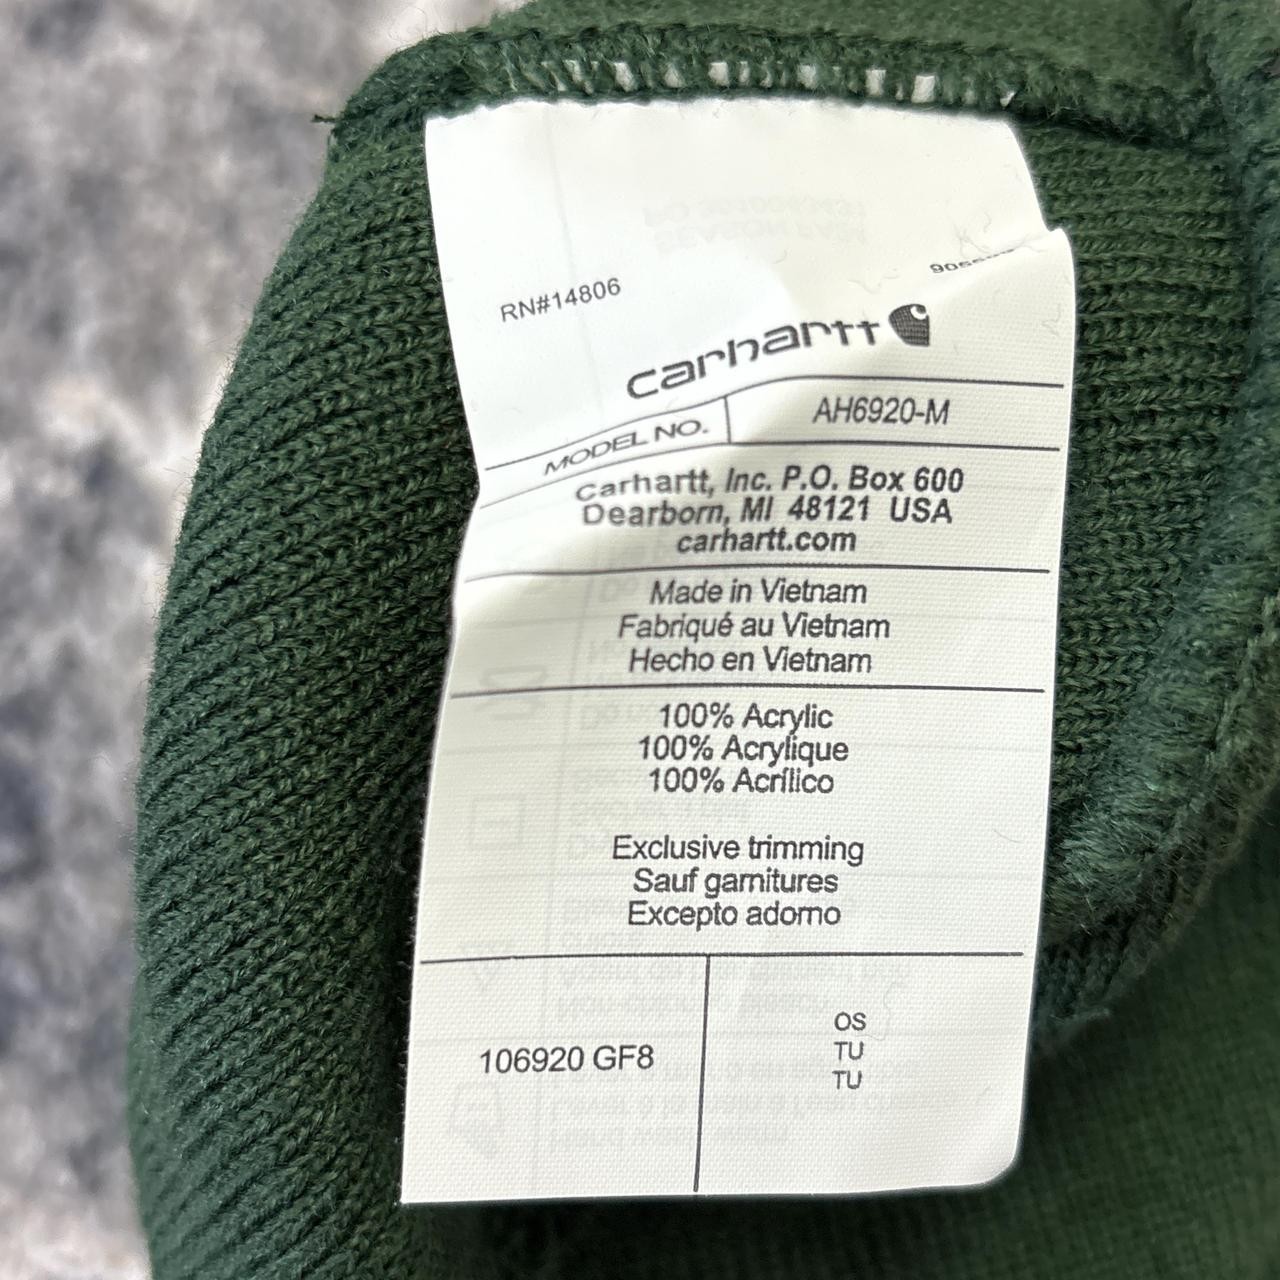 RN#14806
carhartt
MODEL NO. AH6920-M
Carhartt, Inc. P.O. Box 600
Dearborn, MI 48121 USA
carhartt.com
Made in Vietnam
Fabriqué au Vietnam
Hecho en Vietnam
100% Acrylic
100% Acrylique
100% Acrílico
Exclusive trimming
Sauf garnitures
Excepto adorno
106920 GF8
OS
TU
TU